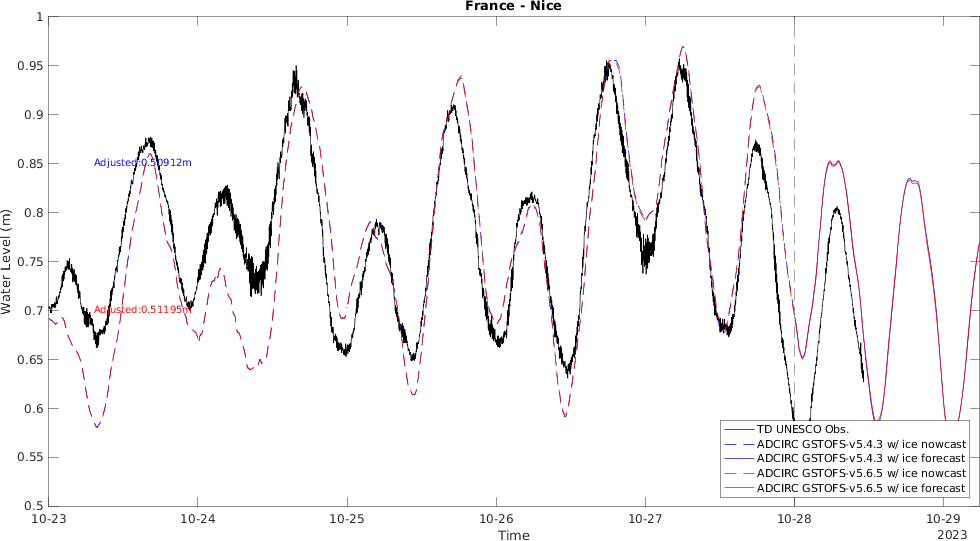 France - Nice
1
0.95
0.9
0.85
0.8
0.75
0.7
0.65
0.6
0.55
0.5
Water Level (m)
Adjusted:0.50912m
Adjusted:0.51195m
TD UNESCO Obs.
ADCIRC GSTOFS-v5.4.3 w/ ice nowcast
ADCIRC GSTOFS-v5.4.3 w/ ice forecast
ADCIRC GSTOFS-v5.6.5 w/ ice nowcast
ADCIRC GSTOFS-v5.6.5 w/ ice forecast
10-23 10-24 10-25 10-26 10-27 10-28 10-29
Time 2023